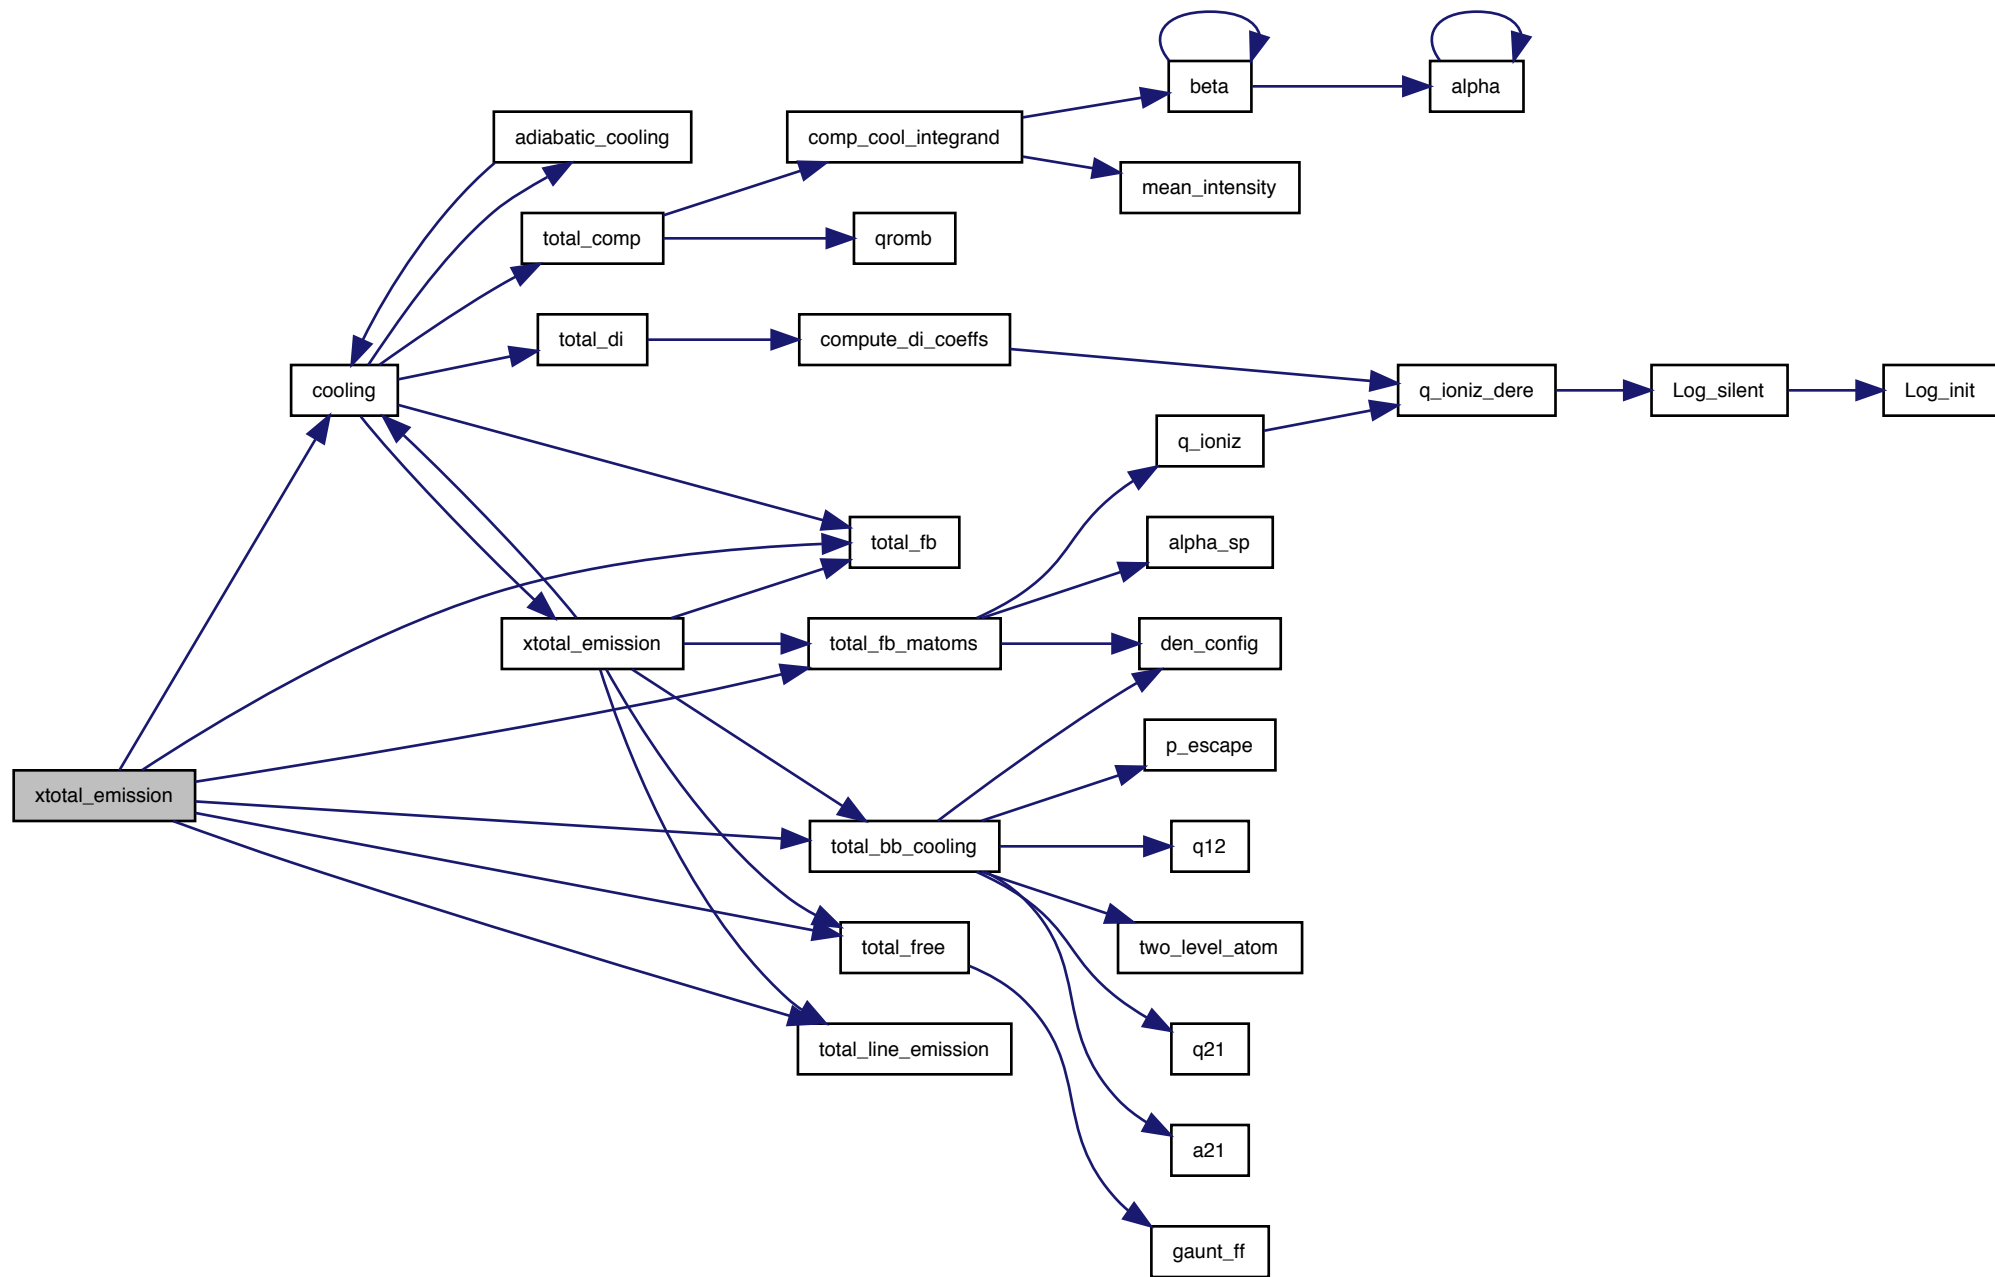 beta
alpha
adiabatic_cooling
comp_cool_integrand
mean_intensity
total_comp
qromb
total_di
compute_di_coeffs
cooling
q_ioniz_dere
Log_silent
Log_init
q_ioniz
total_fb
alpha_sp
xtotal_emission
total_fb_matoms
den_config
p_escape
xtotal_emission
total_bb_cooling
q12
total_free
two_level_atom
total_line_emission
q21
a21
gaunt_ff